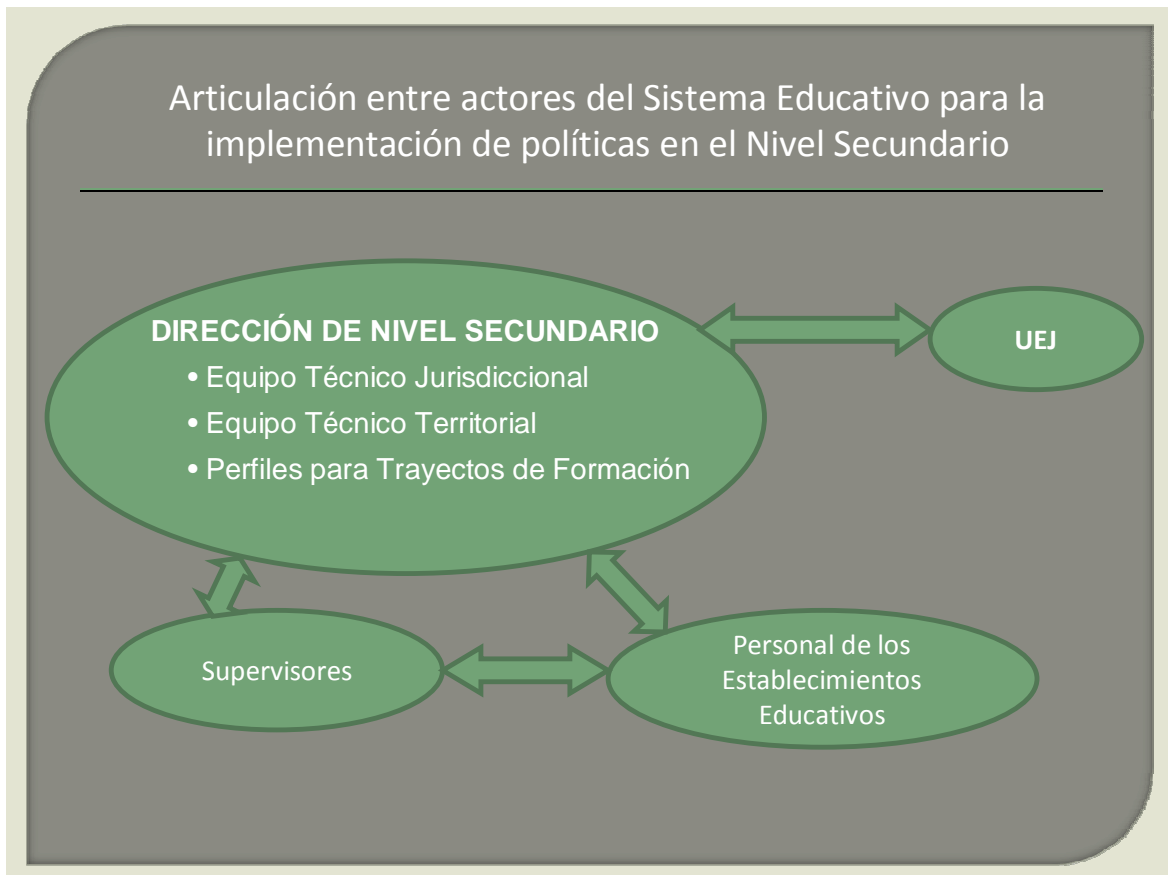 Articulación entre actores del Sistema Educativo para la
implementación de políticas en el Nivel Secundario
DIRECCIÓN DE NIVEL SECUNDARIO
• Equipo Técnico Jurisdiccional
• Equipo Técnico Territorial
• Perfiles para Trayectos de Formación
UEJ
Supervisores
Personal de los
Establecimientos
Educativos